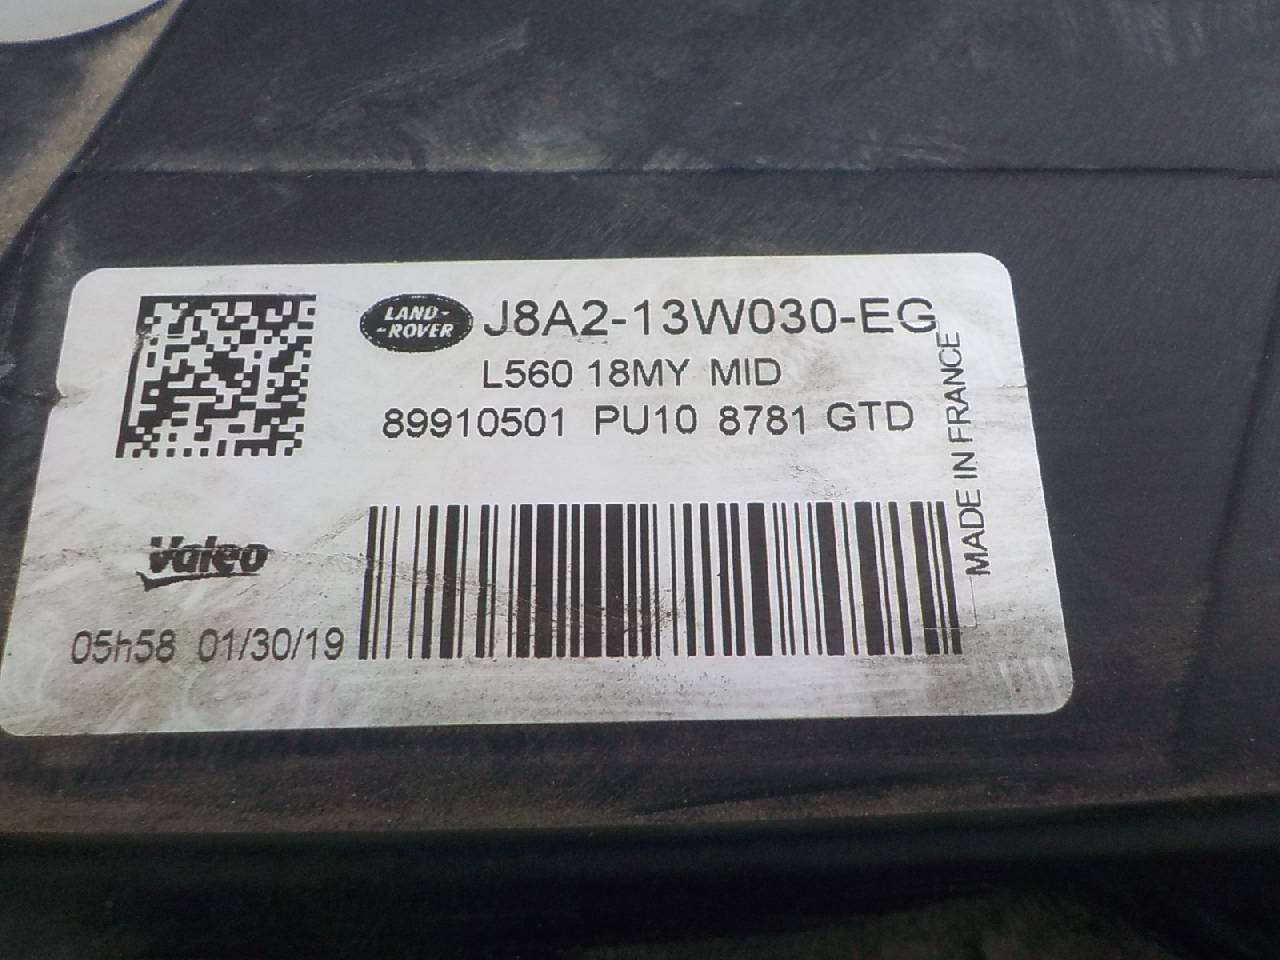 LAND-
-ROVER
J8A2-13W030-EG
L560 18MY MID
89910501 PU10 8781 GTD
MADE IN FRANCE
Valeo
05h58 01/30/19